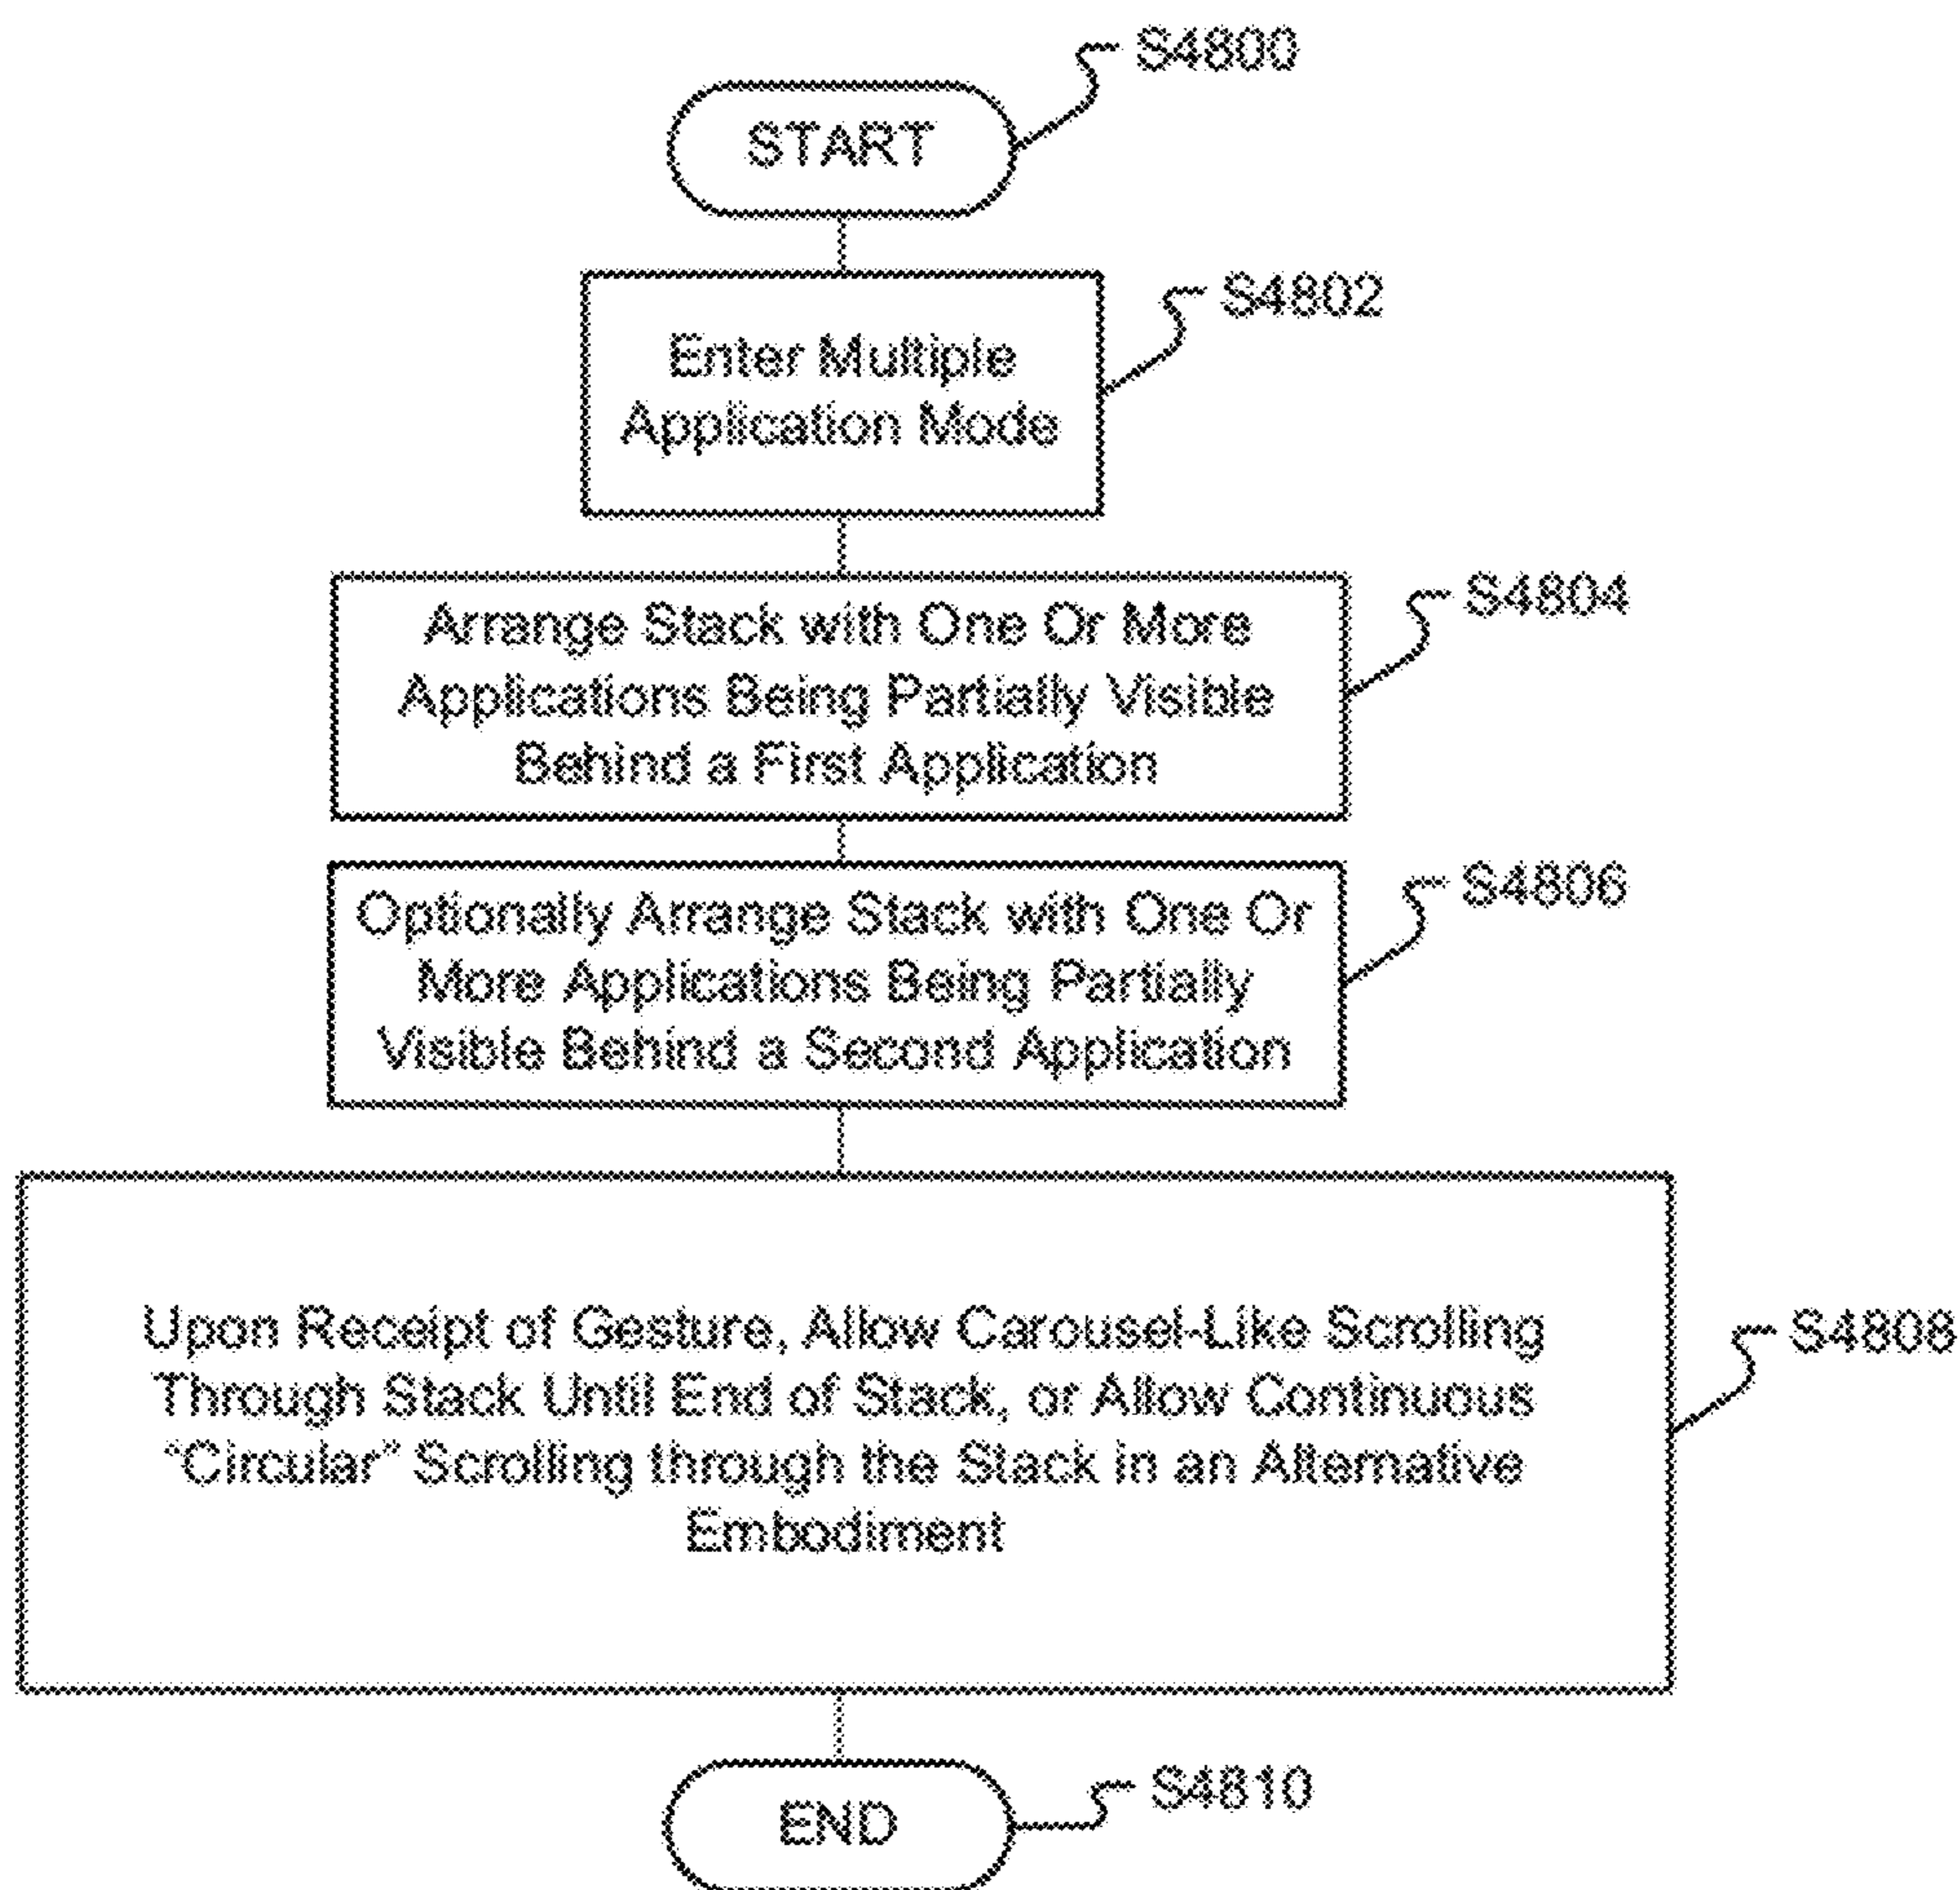 S4800
START
S4802
Enter Multiple
Application Mode
S4804
Arrange Stack with One Or More
Applications Being Partially Visible
Behind a First Application
S4806
Optionally Arrange Stack with One Or
More Applications Being Partially
Visible Behind a Second Application
S4808
Upon Receipt of Gesture, Allow Carousel-Like Scrolling
Through Stack Until End of Stack, or Allow Continuous
“Circular” Scrolling through the Stack in an Alternative
Embodiment
S4810
END